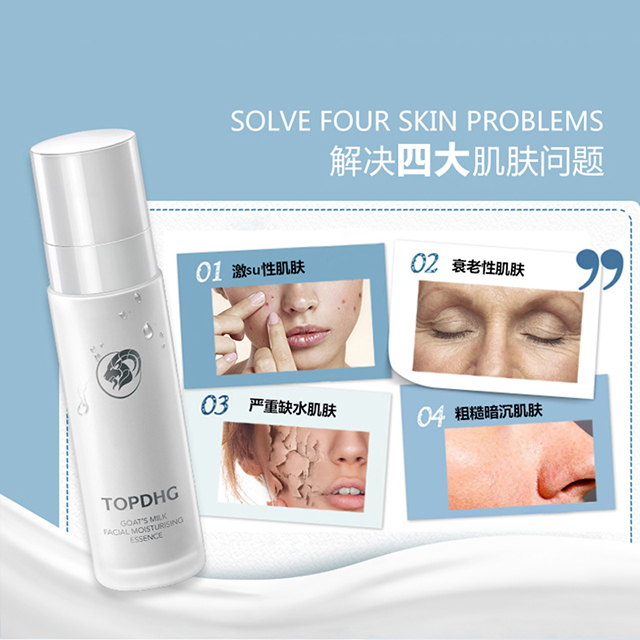 SOLVE FOUR SKIN PROBLEMS
解决四大肌肤问题
01 激su性肌肤
02 衰老性肌肤
03 严重缺水肌肤
04 粗糙暗沉肌肤
TOPDHG
GOAT'S MILK
FACIAL MOISTURISING
ESSENCE